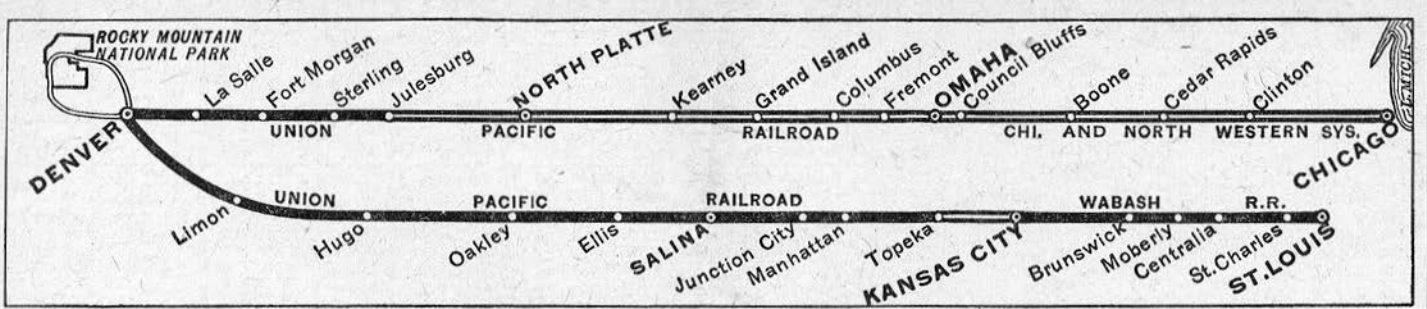 ROCKY MOUNTAIN
NATIONAL PARK
DENVER
La Salle
Fort Morgan
Sterling
Julesburg
NORTH PLATTE
Kearney
Grand Island
Columbus
Fremont
OMAHA
Council Bluffs
Boone
Cedar Rapids
Clinton
CHICAGO
L. MICH.
UNION PACIFIC RAILROAD CHI. AND NORTH WESTERN SYS.
UNION PACIFIC RAILROAD WABASH R.R.
Limon
Hugo
Oakley
Ellis
SALINA
Junction City
Manhattan
Topeka
KANSAS CITY
Brunswick
Moberly
Centralia
St. Charles
ST. LOUIS